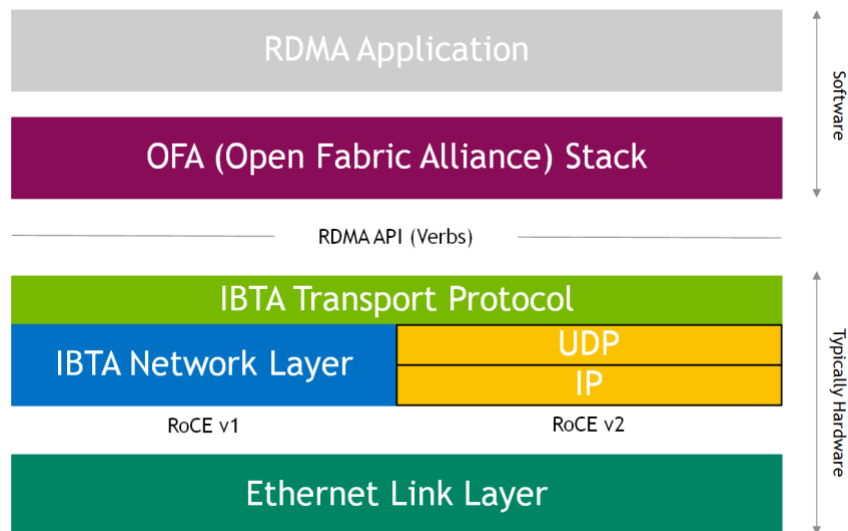 RDMA Application
OFA (Open Fabric Alliance) Stack
Software
RDMA API (Verbs)
IBTA Transport Protocol
IBTA Network Layer
UDP
IP
RoCE v1
RoCE v2
Typically Hardware
Ethernet Link Layer